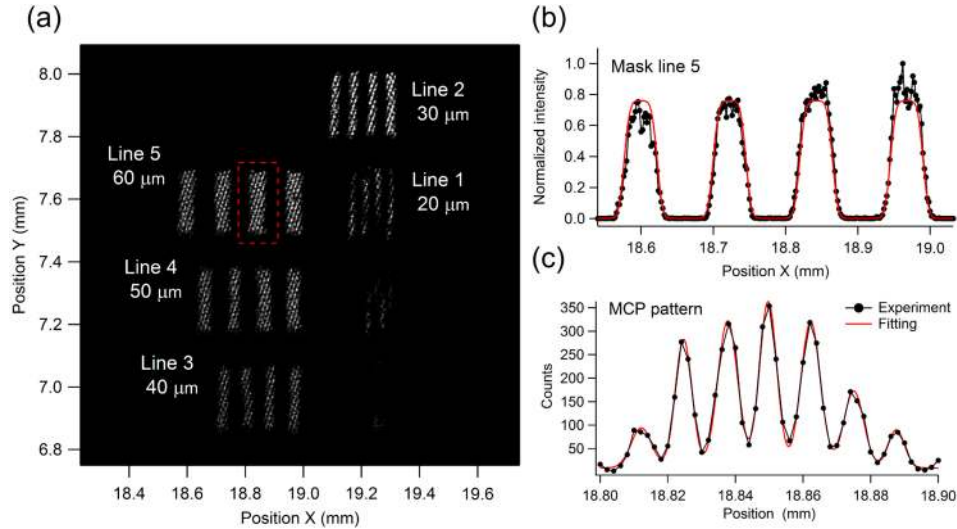 (a)
8.0
7.8
7.6
7.4
7.2
7.0
6.8
Position Y (mm)
Line 2
30 μm
Line 5
60 μm
Line 1
20 μm
Line 4
50 μm
Line 3
40 μm
18.4 18.6 18.8 19.0 19.2 19.4 19.6
Position X (mm)
(b)
Mask line 5
1.0
0.8
0.6
0.4
0.2
0.0
Normalized intensity
18.6 18.7 18.8 18.9 19.0
Position X (mm)
(c)
MCP pattern
Experiment
Fitting
350
300
250
200
150
100
50
Counts
18.80 18.82 18.84 18.86 18.88 18.90
Position (mm)